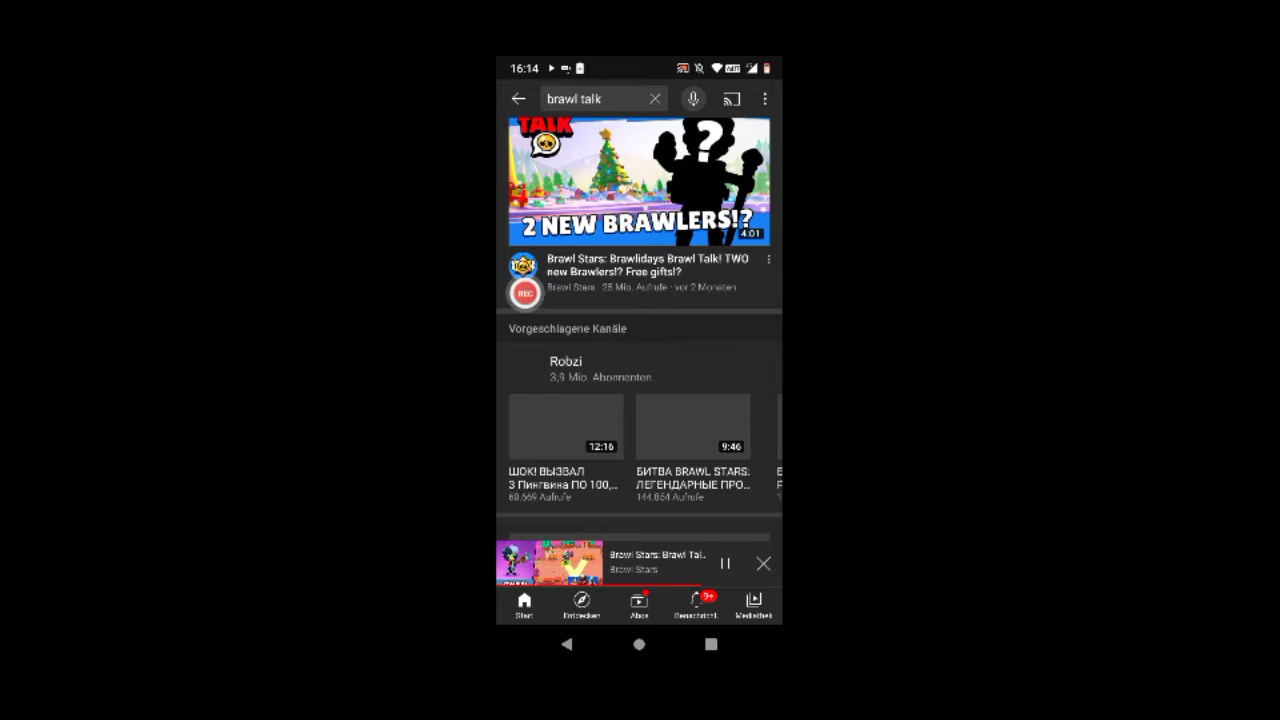 16:14
brawl talk
TALK
2 NEW BRAWLERS!?
4:01
Brawl Stars: Brawlidays Brawl Talk! TWO
new Brawlers!? Free gifts!?
Brawl Stars · 25 Mio. Aufrufe · vor 2 Monaten
REC
Vorgeschlagene Kanäle
Robzi
3,9 Mio. Abonnenten
12:16
9:46
ШОК! ВЫЗВАЛ
3 Пингвина ПО 100,...
БИТВА BRAWL STARS:
ЛЕГЕНДАРНЫЕ ПРО...
60.669 Aufrufe
144.054 Aufrufe
Brawl Stars: Brawl Tal..
Brawl Stars
9+
Start
Entdecken
Abos
Benachricht.
Mediathek